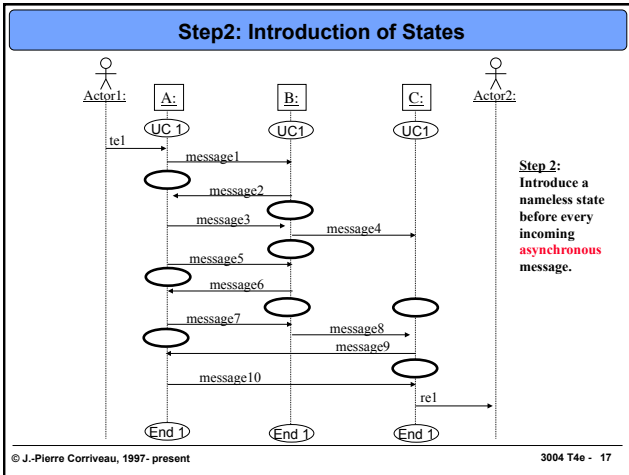 Step2: Introduction of States
Actor1:
A:
B:
C:
Actor2:
UC 1
UC1
UC1
te1
message1
message2
message3
message4
message5
message6
message7
message8
message9
message10
re1
End 1
End 1
End 1
Step 2:
Introduce a
nameless state
before every
incoming
asynchronous
message.
© J.-Pierre Corriveau, 1997- present
3004 T4e - 17